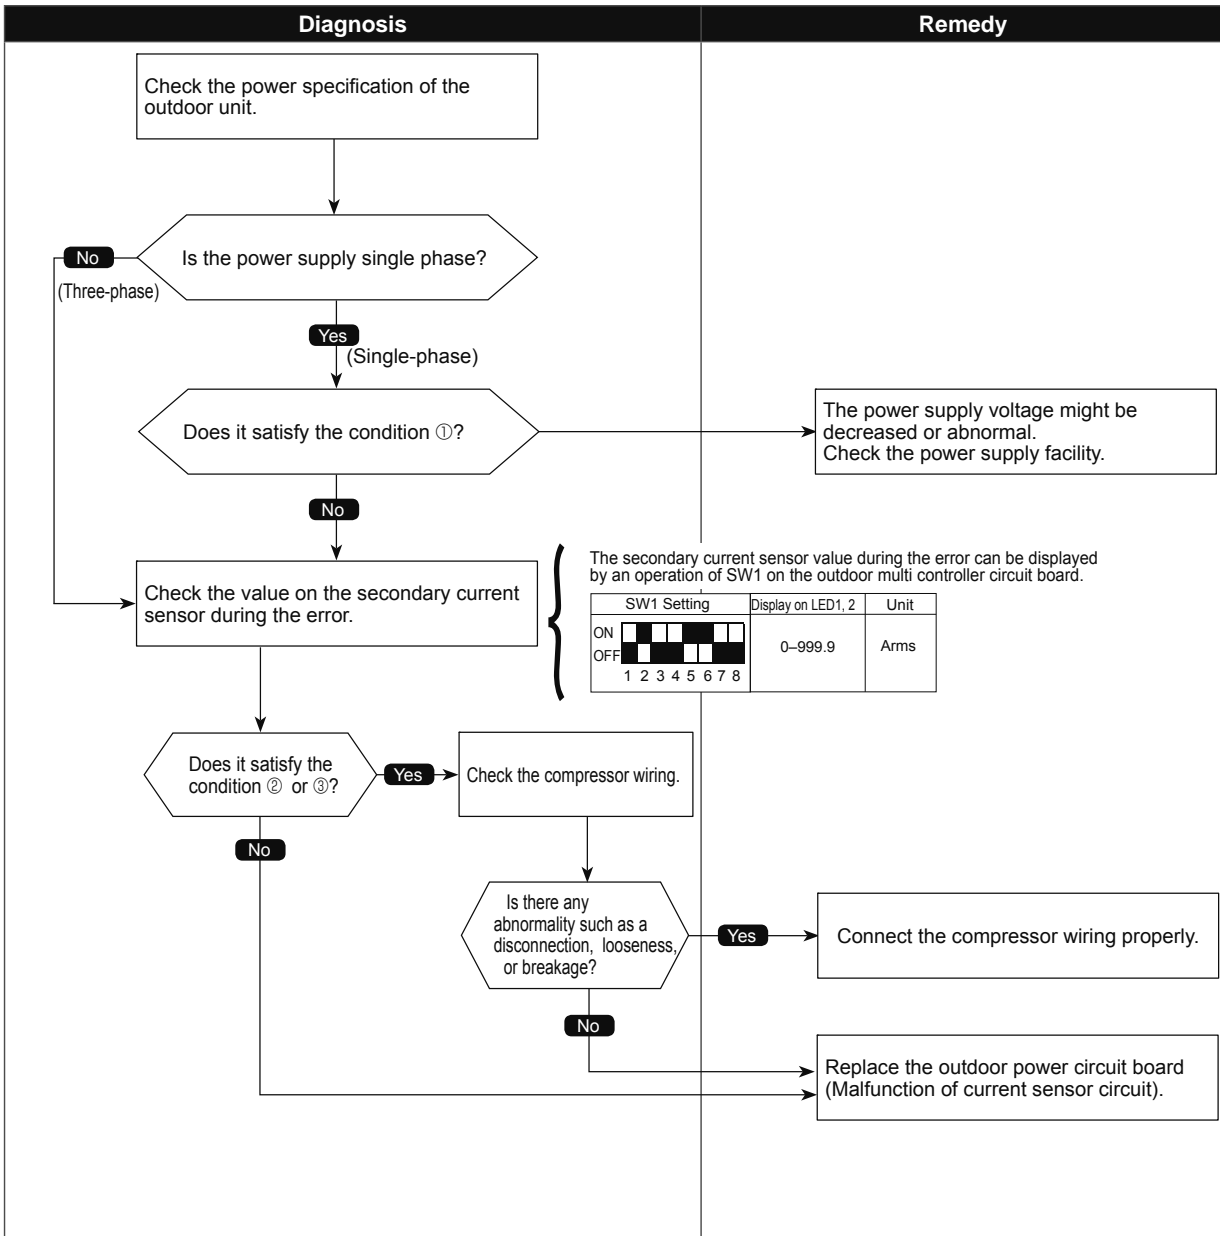 Diagnosis
Remedy
Check the power specification of the
outdoor unit.
Is the power supply single phase?
No
(Three-phase)
Yes
(Single-phase)
Does it satisfy the condition ①?
The power supply voltage might be
decreased or abnormal.
Check the power supply facility.
No
Check the value on the secondary current
sensor during the error.
The secondary current sensor value during the error can be displayed
by an operation of SW1 on the outdoor multi controller circuit board.
SW1 Setting
Display on LED1, 2
Unit
ON
OFF
1 2 3 4 5 6 7 8
0–999.9
Arms
Does it satisfy the
condition ② or ③?
Yes
Check the compressor wiring.
No
Is there any
abnormality such as a
disconnection, looseness,
or breakage?
Yes
Connect the compressor wiring properly.
No
Replace the outdoor power circuit board
(Malfunction of current sensor circuit).